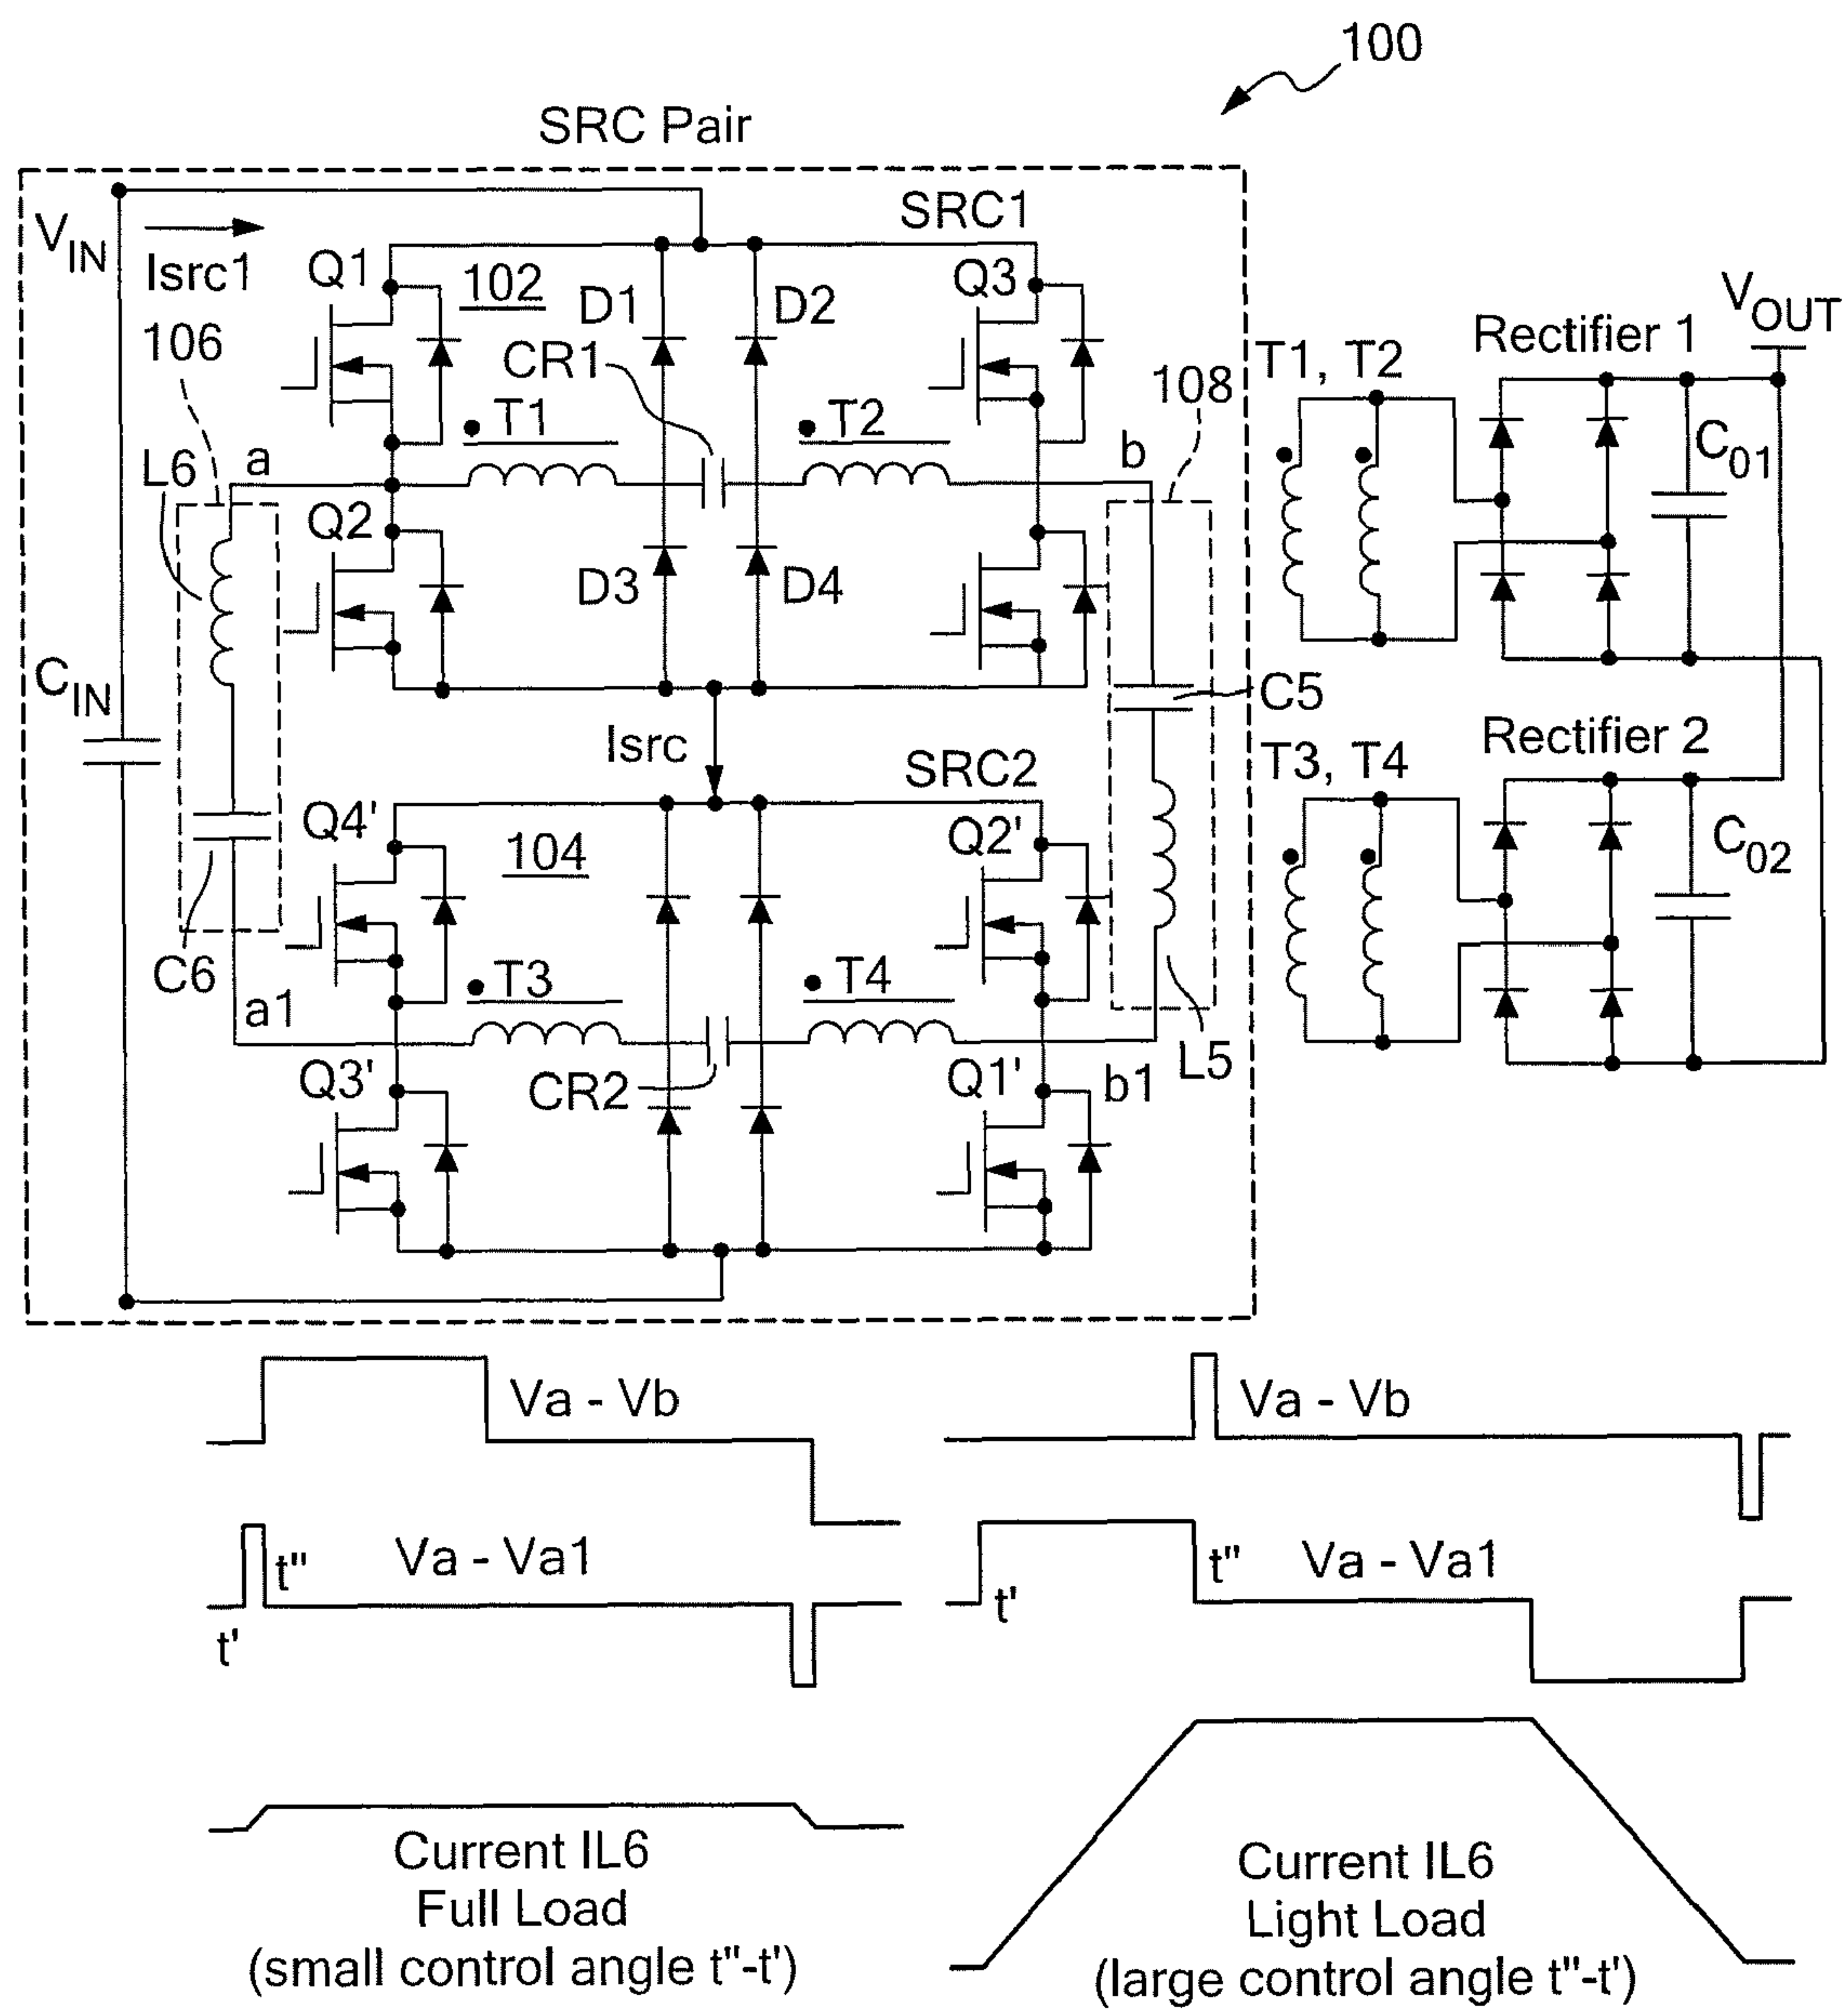 100
SRC Pair
SRC1
V_IN
Isrc1
Q1
102
D1
D2
Q3
V_OUT
Rectifier 1
106
CR1
T1, T2
108
T1
T2
L6
a
b
C_01
Q2
D3
D4
C_IN
C5
Isrc
SRC2
Rectifier 2
T3, T4
Q4'
104
Q2'
C_02
C6
T3
T4
a1
L5
Q3'
CR2
Q1'
b1
Va - Vb
Va - Vb
t"
Va - Va1
t'
t"
Va - Va1
t'
Current IL6
Full Load
(small control angle t"-t')
Current IL6
Light Load
(large control angle t"-t')